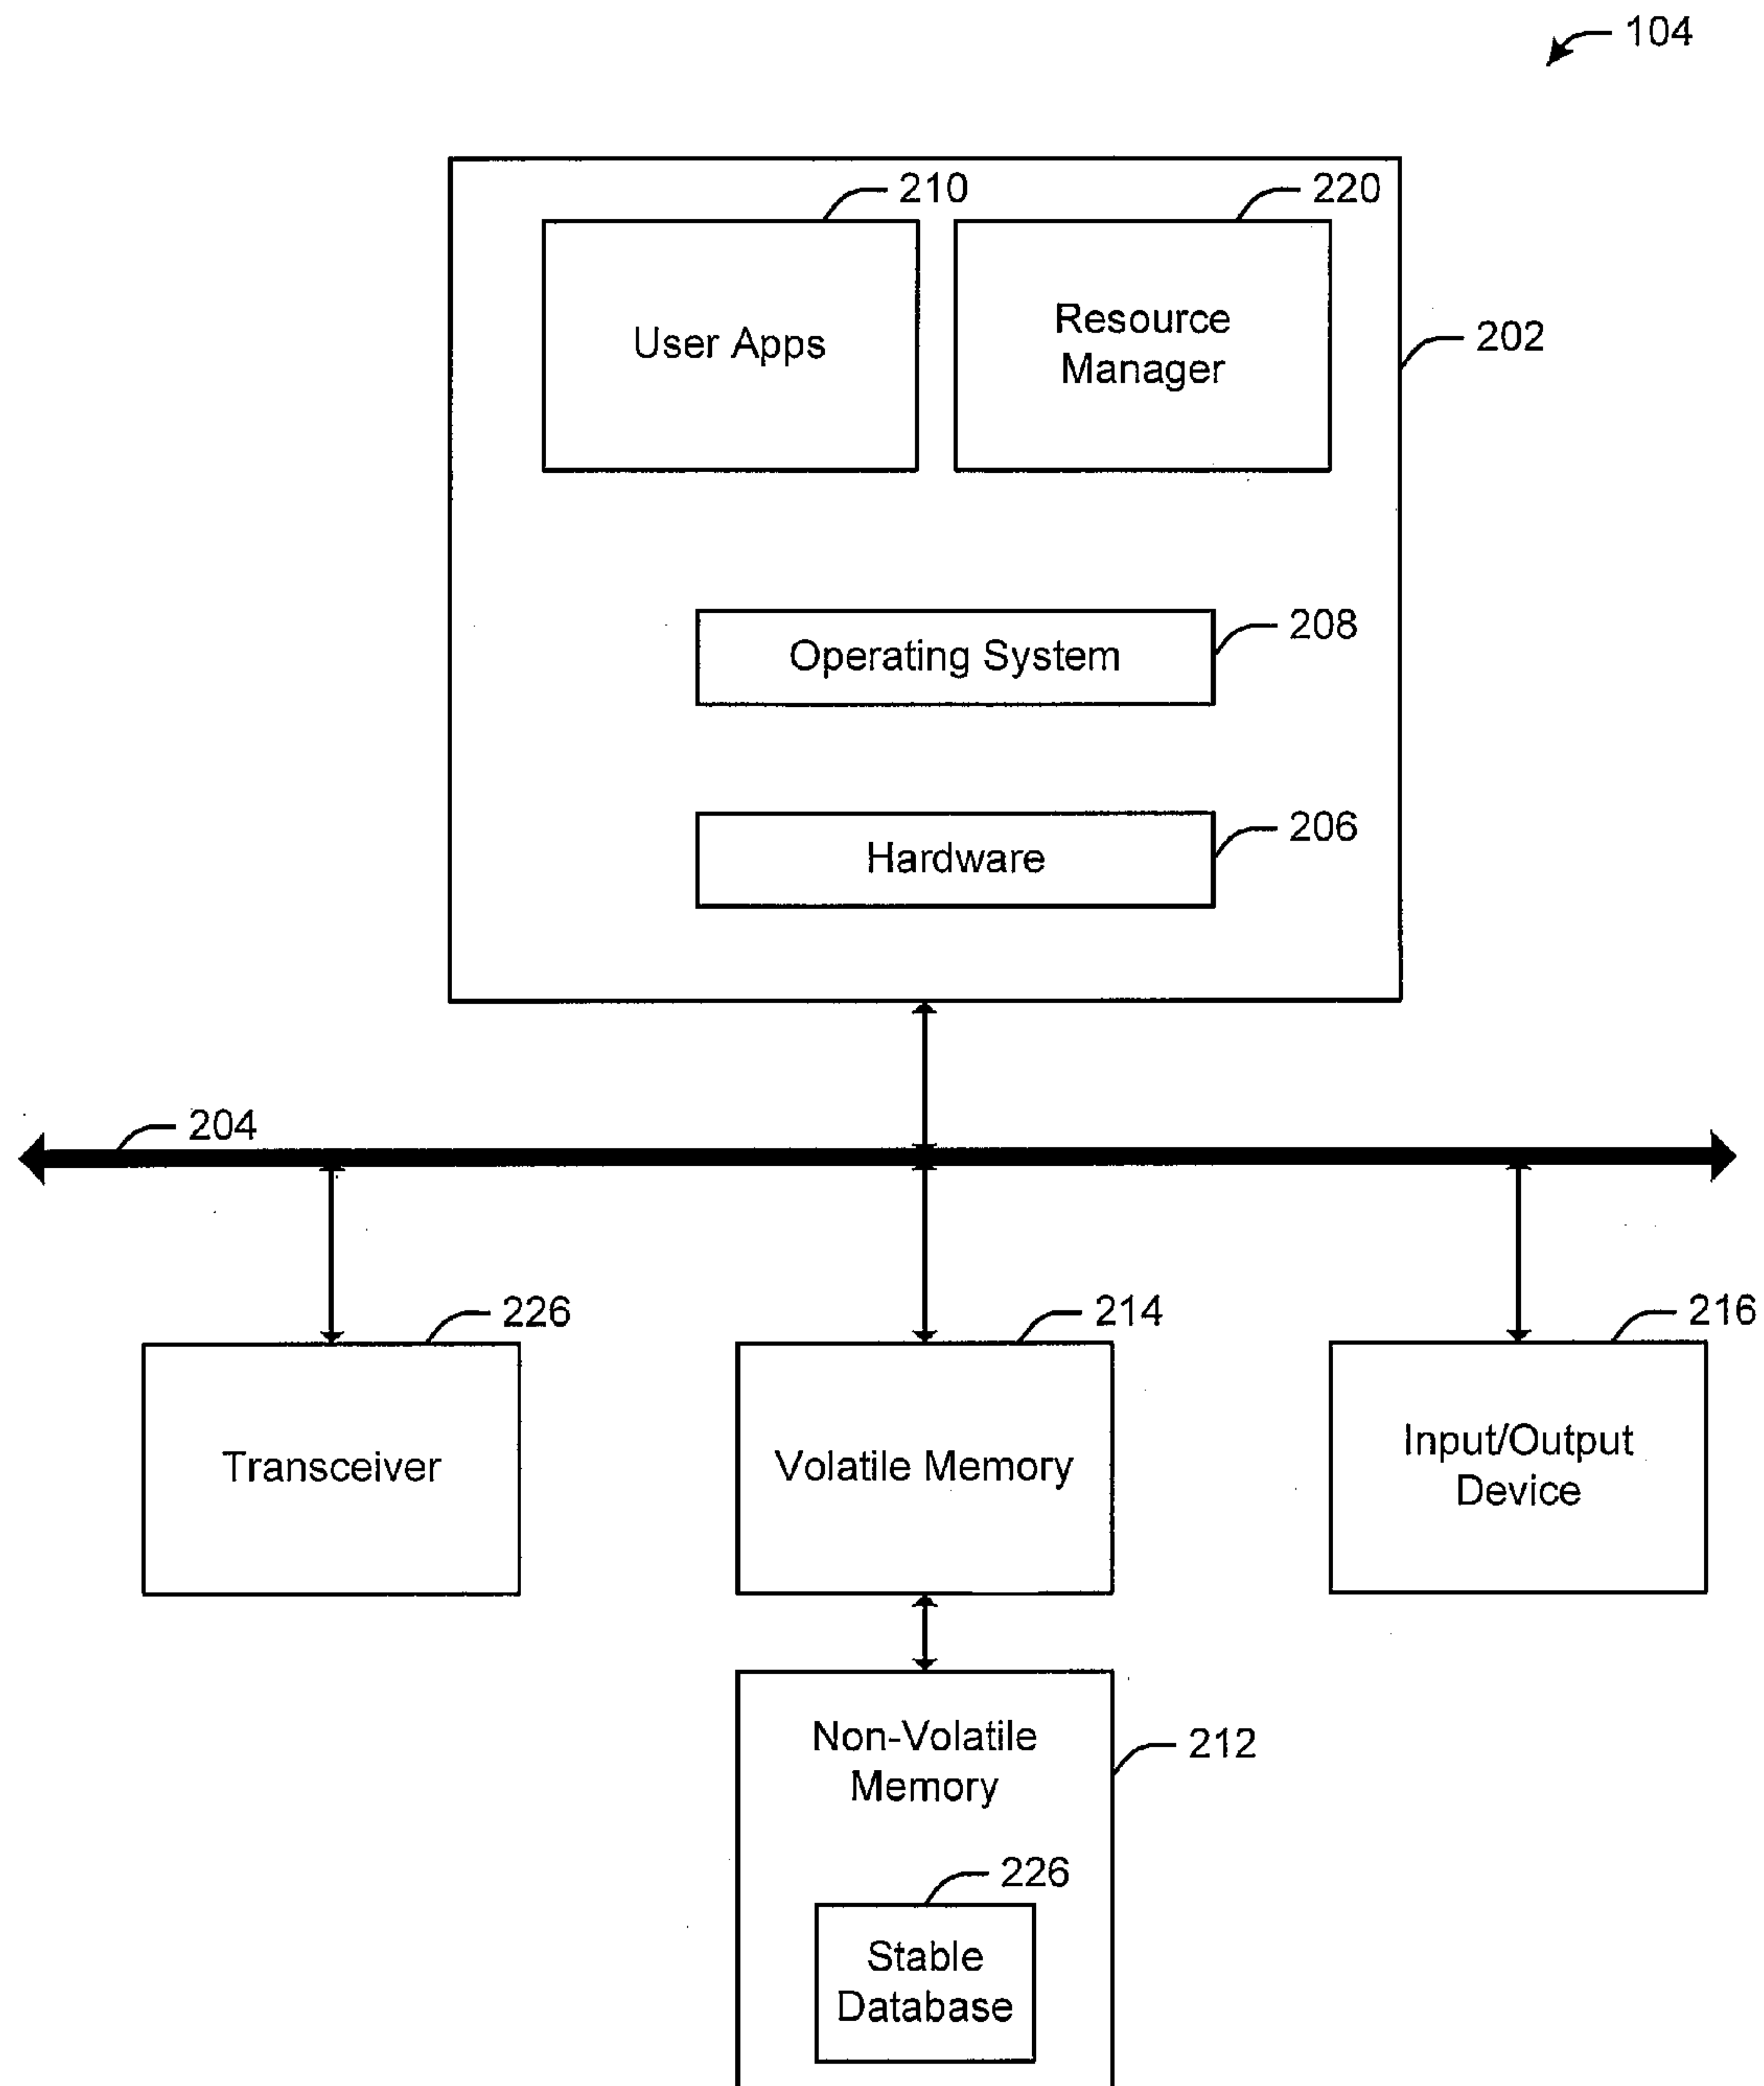 104
210
220
User Apps
Resource
Manager
202
Operating System
208
Hardware
206
204
226
214
216
Transceiver
Volatile Memory
Input/Output
Device
Non-Volatile
Memory
212
226
Stable
Database